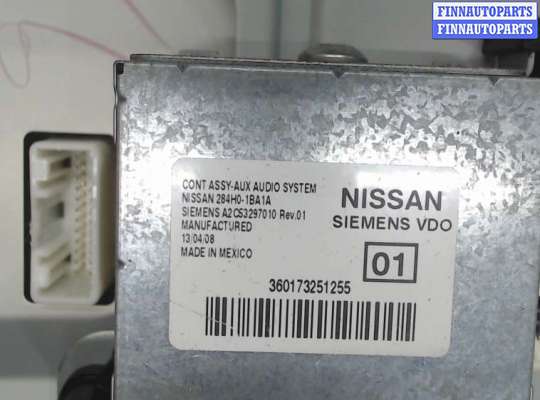 FINNAUTOPARTS
FINNAUTOPARTS
FINNAUTOPARTS
CONT ASSY-AUX AUDIO SYSTEM
NISSAN 284H0-1BA1A
SIEMENS A2C53297010 Rev.01
MANUFACTURED
13/04/08
MADE IN MEXICO
NISSAN
SIEMENS VDO
01
360173251255